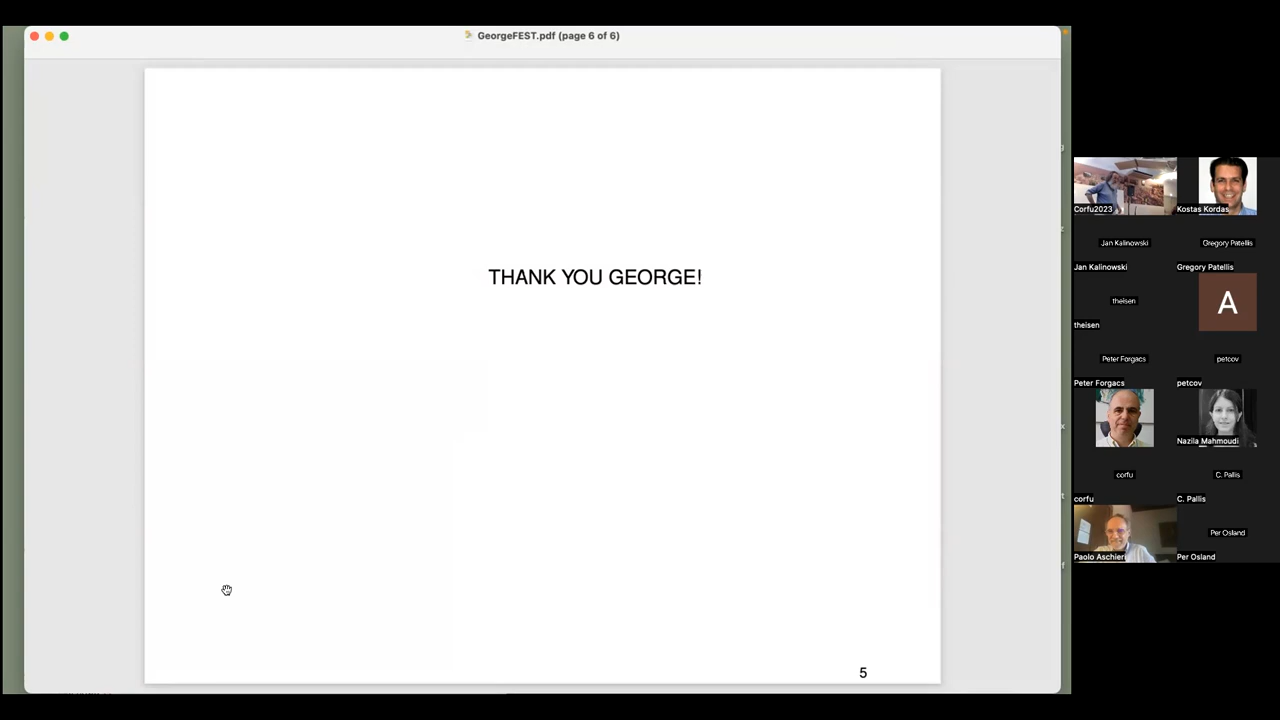 GeorgeFEST.pdf (page 6 of 6)
THANK YOU GEORGE!
5
Corfu2023
Kostas Kordas
Jan Kalinowski
Gregory Patellis
Jan Kalinowski
Gregory Patellis
theisen
A
theisen
Peter Forgacs
petcov
Peter Forgacs
petcov
Nazila Mahmoudi
corfu
C. Pallis
corfu
C. Pallis
Per Osland
Paolo Aschieri
Per Osland